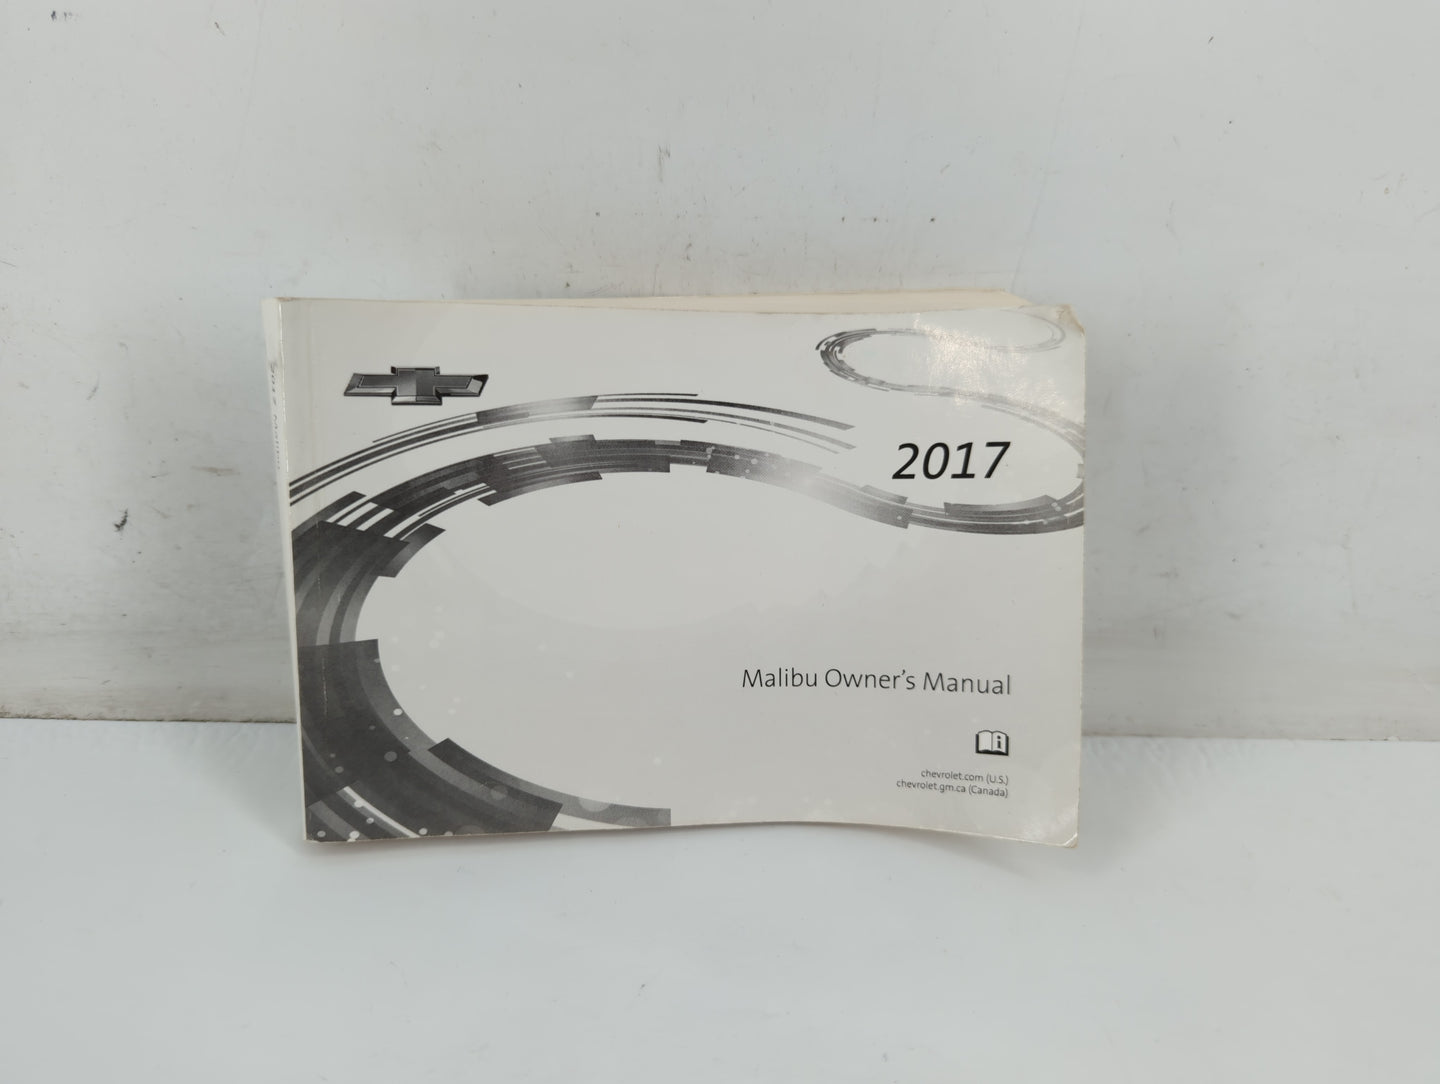 2017
Malibu Owner's Manual
chevrolet.com (U.S.)
chevrolet.gm.ca (Canada)